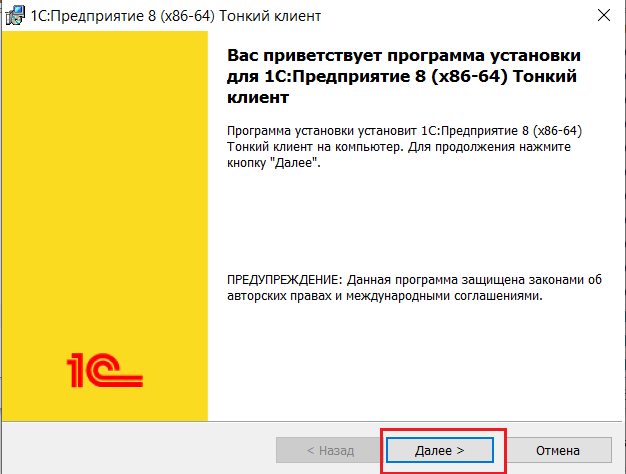 1С:Предприятие 8 (x86-64) Тонкий клиент
Вас приветствует программа установки
для 1С:Предприятие 8 (x86-64) Тонкий
клиент
Программа установки установит 1С:Предприятие 8 (x86-64)
Тонкий клиент на компьютер. Для продолжения нажмите
кнопку "Далее".
ПРЕДУПРЕЖДЕНИЕ: Данная программа защищена законами об
авторских правах и международными соглашениями.
1С
< Назад
Далее >
Отмена